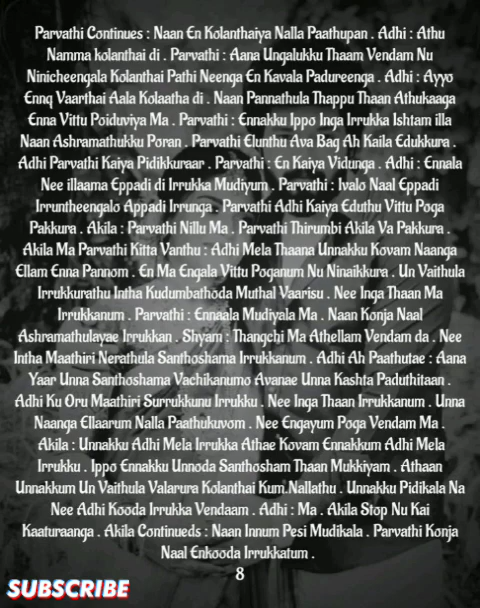 Parvathi Continues : Naan En Kolanthaiya Nalla Paathupan . Adhi : Athu
Namma kolanthai di . Parvathi : Aana Ungalukku Thaam Vendam Nu
Ninicheengala Kolanthai Pathi Neenga En Kavala Padureenga . Adhi : Ayyo
Ennq Vaarthai Aala Kolaatha di . Naan Pannathula Thappu Thaan Athukaaga
Enna Vittu Poiduviya Ma . Parvathi : Ennakku Ippo Inga Irrukka Ishtam illa
Naan Ashramathukku Poran . Parvathi Elunthu Ava Bag Ah Kaila Edukkura .
Adhi Parvathi Kaiya Pidikkuraar . Parvathi : En Kaiya Vidunga . Adhi : Ennala
Nee illaama Eppadi di Irrukka Mudiyum . Parvathi : Ivalo Naal Eppadi
Irruntheengalo Appadi Irrunga . Parvathi Adhi Kaiya Eduthu Vittu Poga
Pakkura . Akila : Parvathi Nillu Ma . Parvathi Thirumbi Akila Va Pakkura .
Akila Ma Parvathi Kitta Vanthu : Adhi Mela Thaana Unnakku Kovam Naanga
Ellam Enna Pannom . En Ma Engala Vittu Poganum Nu Ninaikkura . Un Vaithula
Irrukkurathu Intha Kudumbathoda Muthal Vaarisu . Nee Inga Thaan Ma
Irrukkanum . Parvathi : Ennaala Mudiyala Ma . Naan Konja Naal
Ashramathulayae Irrukkan . Shyam : Thangchi Ma Athellam Vendam da . Nee
Intha Maathiri Nerathula Santhoshama Irrukkanum . Adhi Ah Paathutae : Aana
Yaar Unna Santhoshama Vachikanumo Avanae Unna Kashta Paduthitaan .
Adhi Ku Oru Maathiri Surrukkunu Irrukku . Nee Inga Thaan Irrukkanum . Unna
Naanga Ellaarum Nalla Paathukuvom . Nee Engayum Poga Vendam Ma .
Akila : Unnakku Adhi Mela Irrukka Athae Kovam Ennakkum Adhi Mela
Irrukku . Ippo Ennakku Unnoda Santhosham Thaan Mukkiyam . Athaan
Unnakkum Un Vaithula Valarura Kolanthai Kum.Nallathu . Unnakku Pidikala Na
Nee Adhi Kooda Irrukka Vendaam . Adhi : Ma . Akila Stop Nu Kai
Kaaturaanga . Akila Continueds : Naan Innum Pesi Mudikala . Parvathi Konja
Naal Enkooda Irrukkatum .
8
SUBSCRIBE